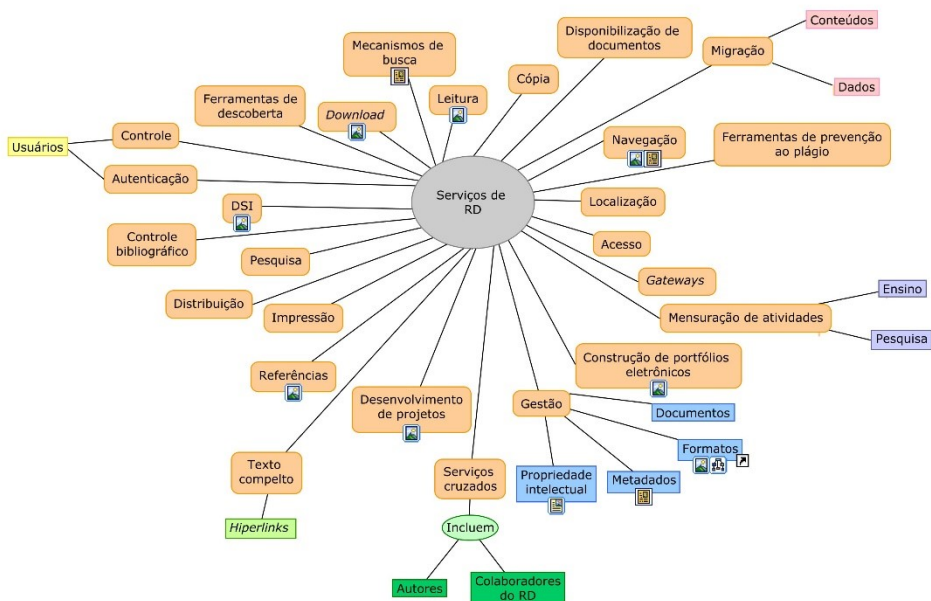 Conteúdos
Disponibilização de
documentos
Migração
Mecanismos de
busca
Cópia
Dados
Ferramentas de
descoberta
Download
Leitura
Usuários
Controle
Navegação
Ferramentas de prevenção
ao plágio
Autenticação
Serviços de
RD
DSI
Localização
Controle
bibliográfico
Pesquisa
Acesso
Gateways
Distribuição
Impressão
Mensuração de atividades
Ensino
Pesquisa
Referências
Construção de portfólios
eletrônicos
Desenvolvimento
de projetos
Gestão
Documentos
Formatos
Texto
compelto
Serviços
cruzados
Propriedade
intelectual
Metadados
Hiperlinks
Incluem
Autores
Colaboradores
do RD